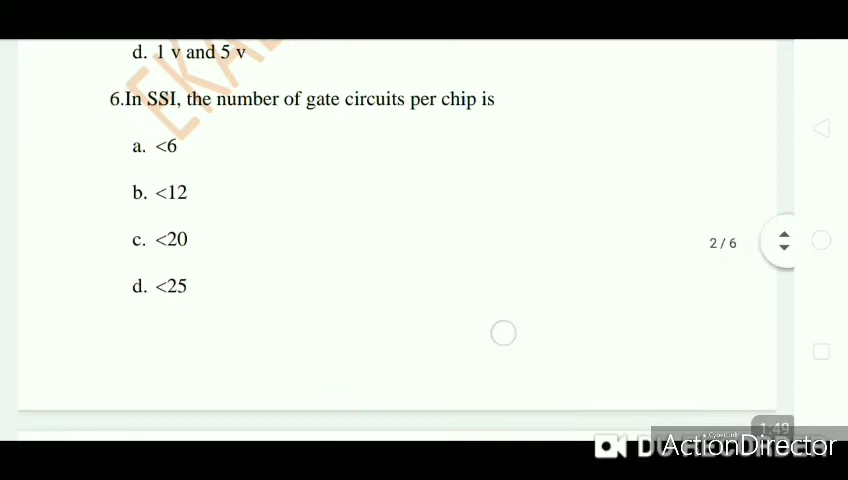 d. 1 v and 5 v
6.In SSI, the number of gate circuits per chip is
a. <6
b. <12
c. <20
2 / 6
d. <25
1:49
CyberLink
ActionDirector